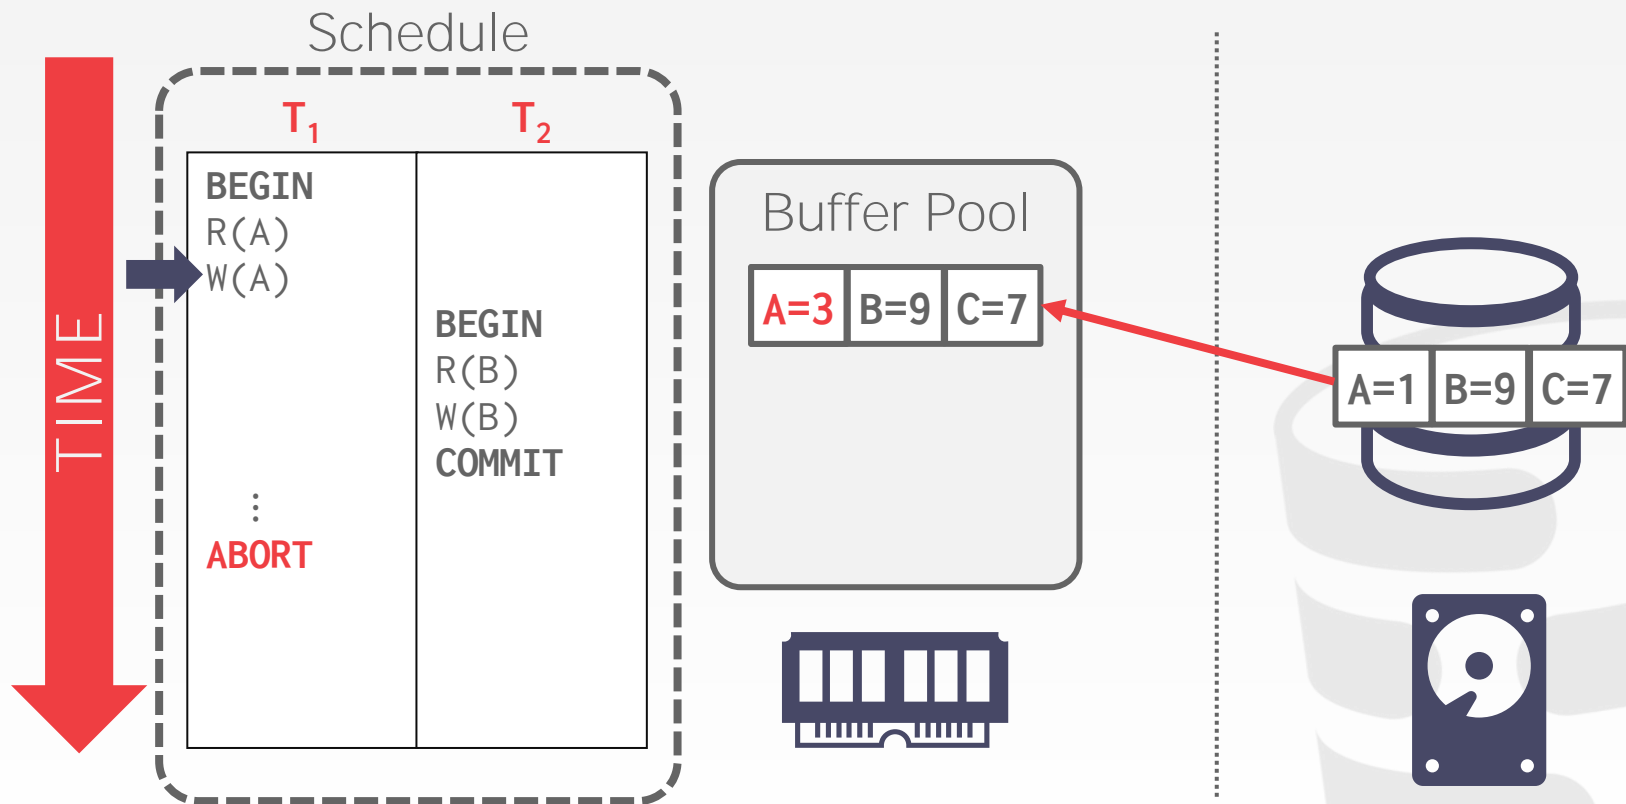 Schedule
TIME
T1 T2
BEGIN
R(A)
W(A)
BEGIN
R(B)
W(B)
COMMIT
⋮
ABORT
Buffer Pool
A=3 B=9 C=7
A=1 B=9 C=7